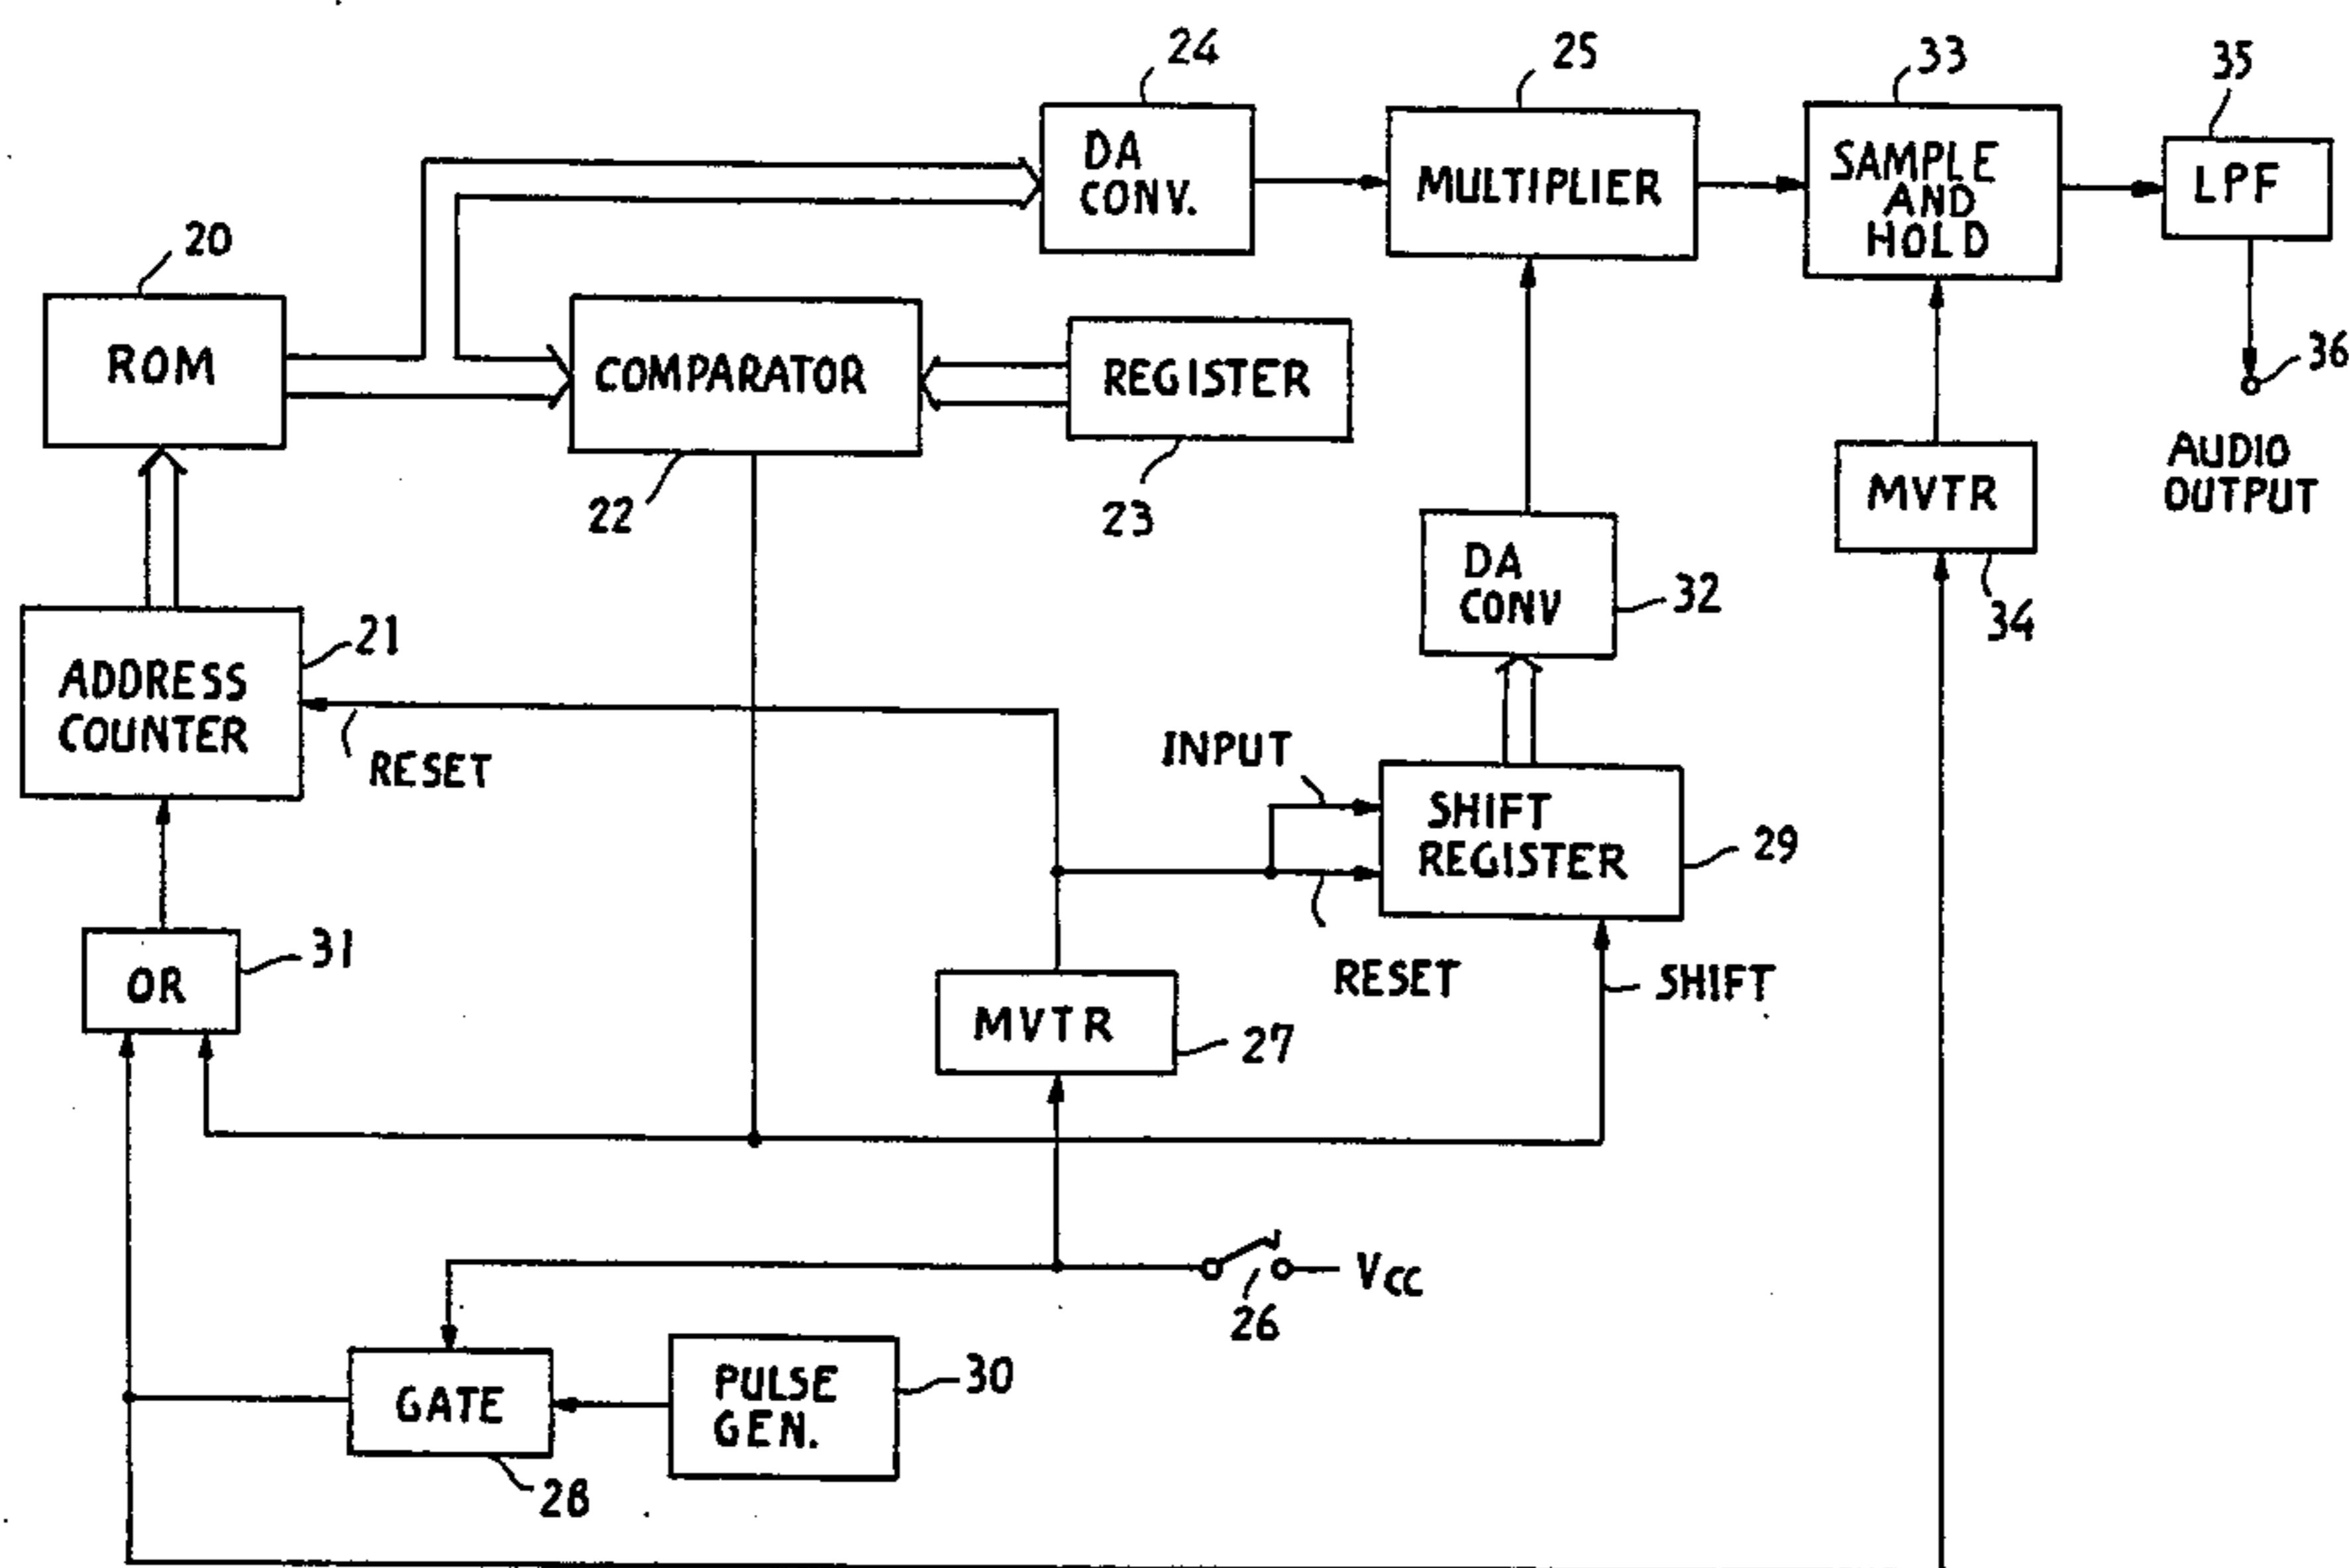 24
25
33
35
DA
CONV.
MULTIPLIER
SAMPLE
AND
HOLD
LPF
20
ROM
COMPARATOR
REGISTER
36
22
23
AUDIO
OUTPUT
MVTR
34
DA
CONV
32
21
ADDRESS
COUNTER
RESET
INPUT
SHIFT
REGISTER
29
31
OR
RESET
SHIFT
MVTR
27
VCC
26
GATE
28
PULSE
GEN.
30